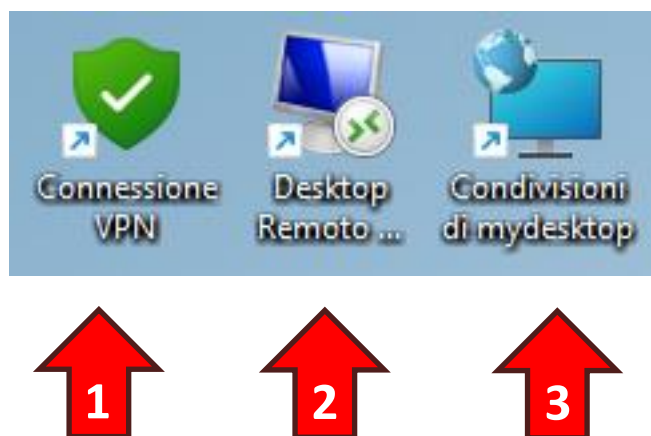 Connessione VPN
Desktop Remoto ...
Condivisioni di mydesktop
1
2
3